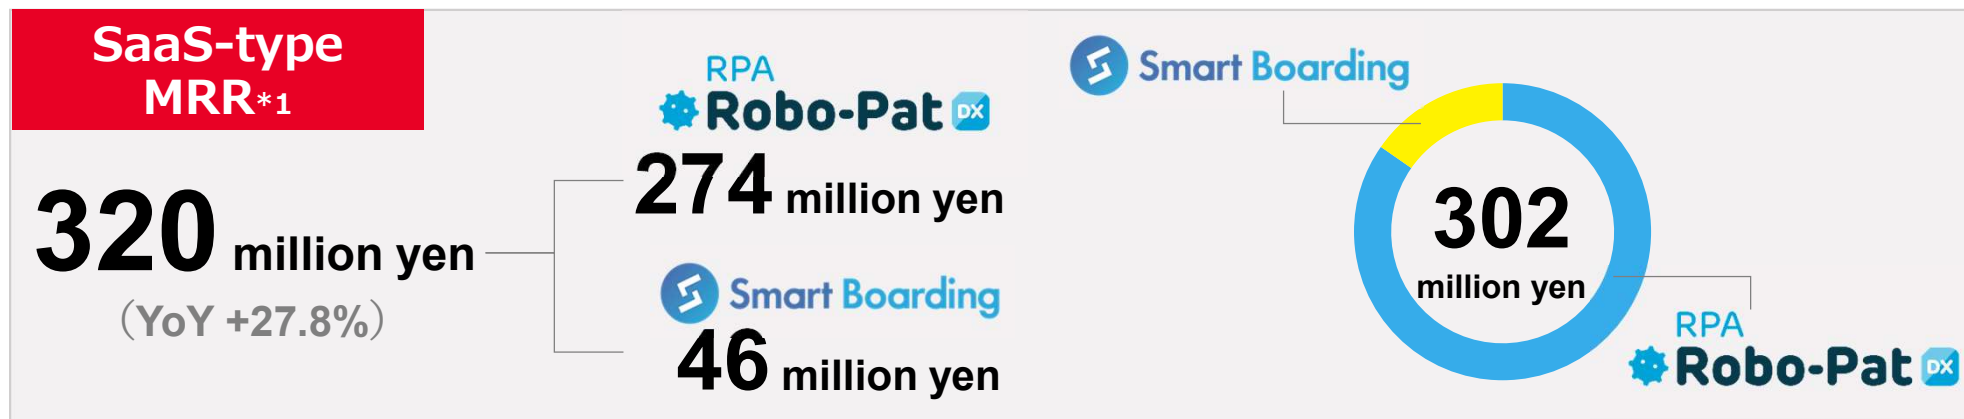 SaaS-type
MRR*1
320 million yen
（YoY +27.8%）
RPA
Robo-Pat DX
274 million yen
Smart Boarding
46 million yen
Smart Boarding
302
million yen
RPA
Robo-Pat DX